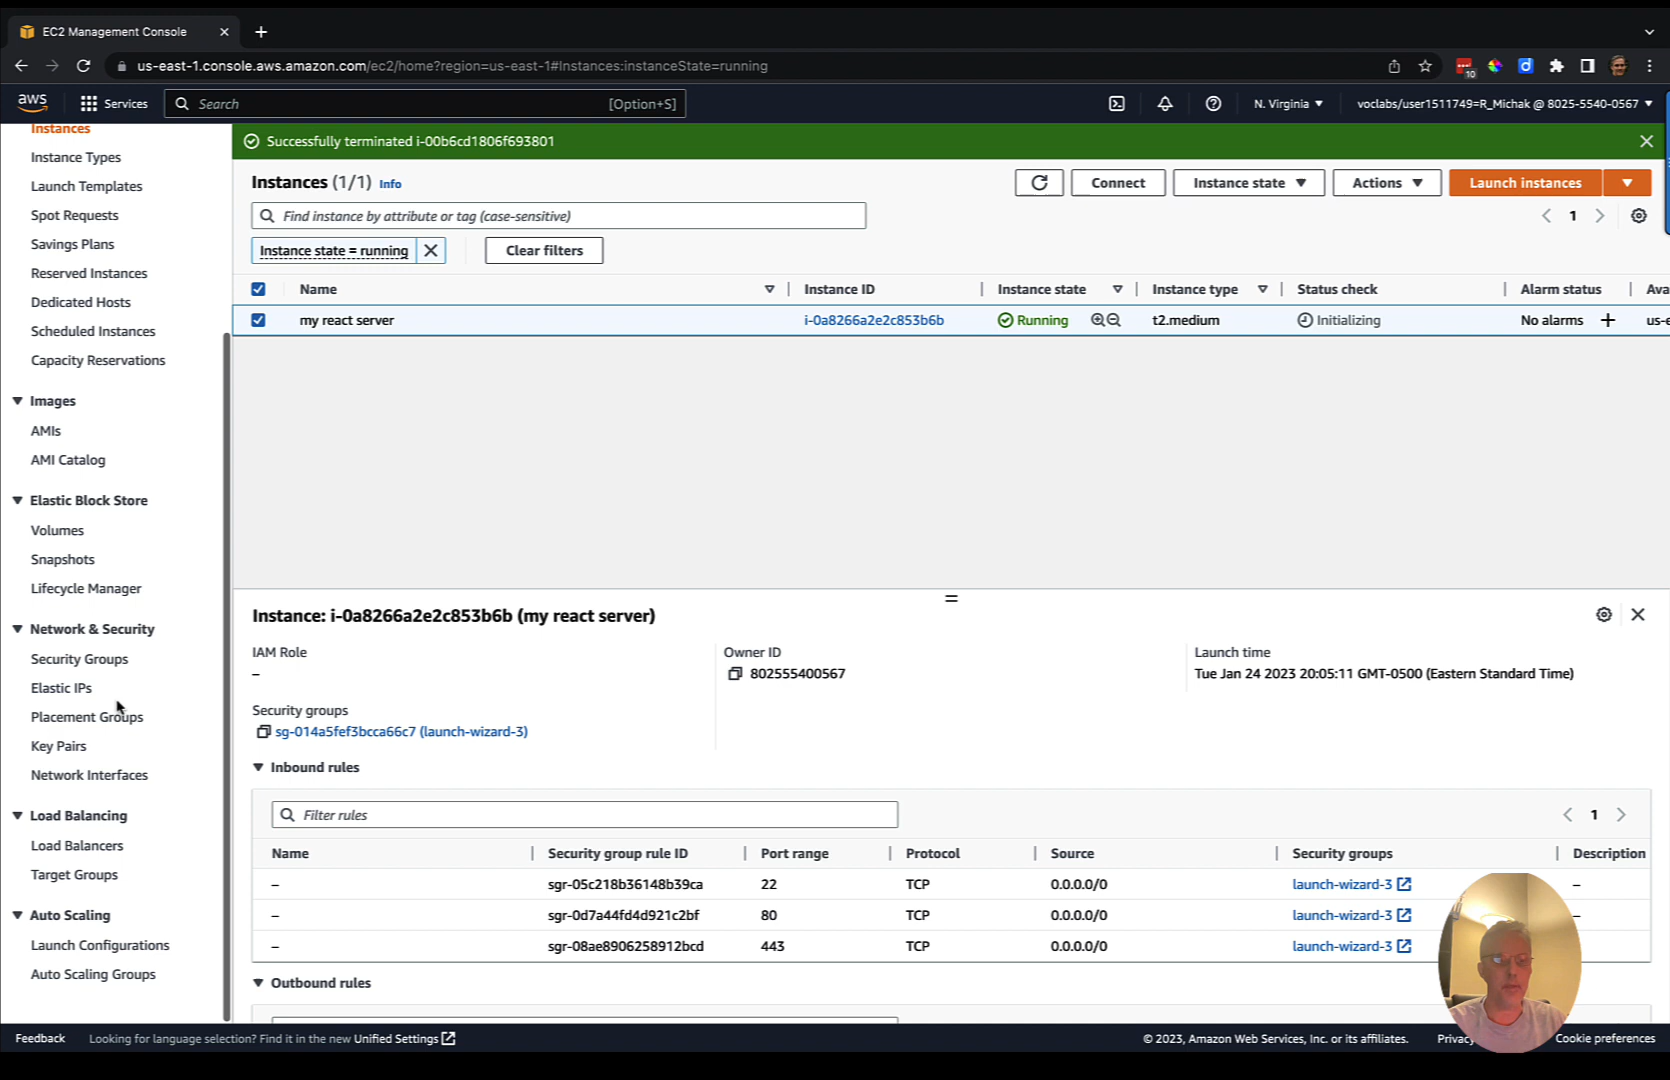 EC2 Management Console
us-east-1.console.aws.amazon.com/ec2/home?region=us-east-1#Instances:instanceState=running
10
aws
Services
Search
[Option+S]
N. Virginia
voclabs/user1511749=R_Michak @ 8025-5540-0567
Instances
Instance Types
Launch Templates
Spot Requests
Savings Plans
Reserved Instances
Dedicated Hosts
Scheduled Instances
Capacity Reservations
Images
AMIs
AMI Catalog
Elastic Block Store
Volumes
Snapshots
Lifecycle Manager
Network & Security
Security Groups
Elastic IPs
Placement Groups
Key Pairs
Network Interfaces
Load Balancing
Load Balancers
Target Groups
Auto Scaling
Launch Configurations
Auto Scaling Groups
Successfully terminated i-00b6cd1806f693801
Instances (1/1) Info
Connect
Instance state
Actions
Launch instances
Find instance by attribute or tag (case-sensitive)
1
Instance state = running
Clear filters
Name Instance ID Instance state Instance type Status check Alarm status Ava
my react server i-0a8266a2e2c853b6b Running t2.medium Initializing No alarms + us-e
Instance: i-0a8266a2e2c853b6b (my react server)
IAM Role
–
Owner ID
802555400567
Launch time
Tue Jan 24 2023 20:05:11 GMT-0500 (Eastern Standard Time)
Security groups
sg-014a5fef3bcca66c7 (launch-wizard-3)
Inbound rules
Filter rules
1
Name Security group rule ID Port range Protocol Source Security groups Description
– sgr-05c218b36148b39ca 22 TCP 0.0.0.0/0 launch-wizard-3 –
– sgr-0d7a44fd4d921c2bf 80 TCP 0.0.0.0/0 launch-wizard-3 –
– sgr-08ae8906258912bcd 443 TCP 0.0.0.0/0 launch-wizard-3
Outbound rules
Feedback
Looking for language selection? Find it in the new Unified Settings
© 2023, Amazon Web Services, Inc. or its affiliates.
Privacy
Cookie preferences